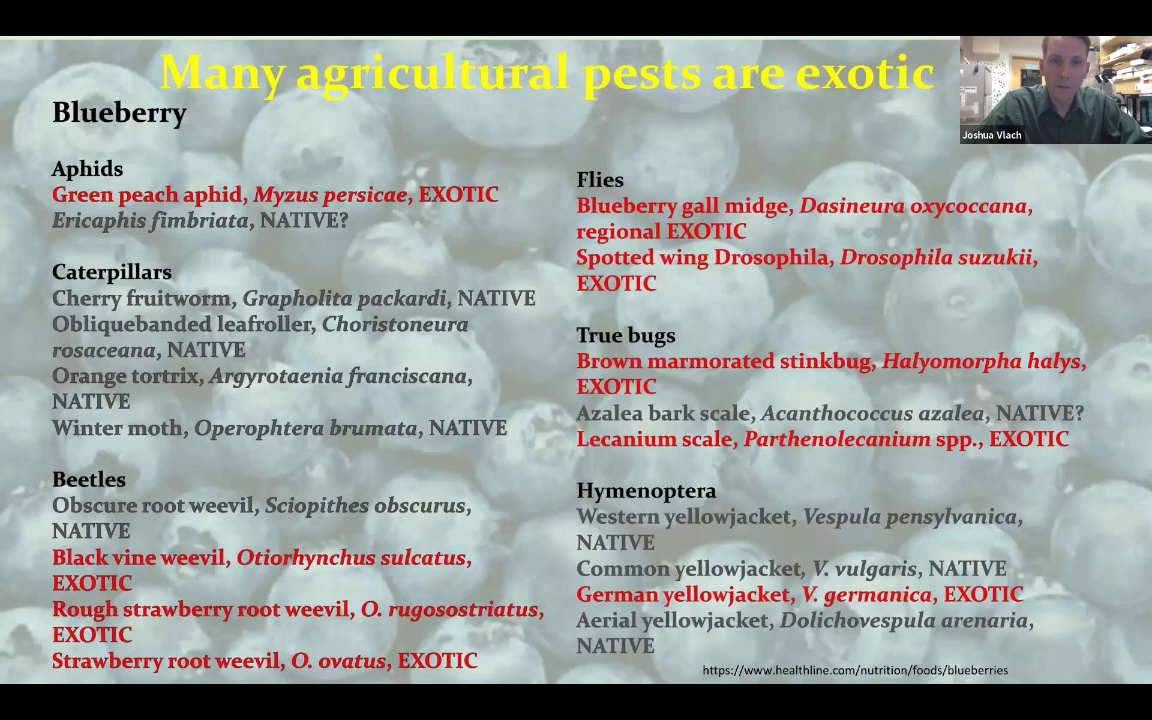 Many agricultural pests are exotic
Joshua Vlach
Blueberry
Aphids
Green peach aphid, Myzus persicae, EXOTIC
Ericaphis fimbriata, NATIVE?
Caterpillars
Cherry fruitworm, Grapholita packardi, NATIVE
Obliquebanded leafroller, Choristoneura
rosaceana, NATIVE
Orange tortrix, Argyrotaenia franciscana,
NATIVE
Winter moth, Operophtera brumata, NATIVE
Beetles
Obscure root weevil, Sciopithes obscurus,
NATIVE
Black vine weevil, Otiorhynchus sulcatus,
EXOTIC
Rough strawberry root weevil, O. rugosostriatus,
EXOTIC
Strawberry root weevil, O. ovatus, EXOTIC
Flies
Blueberry gall midge, Dasineura oxycoccana,
regional EXOTIC
Spotted wing Drosophila, Drosophila suzukii,
EXOTIC
True bugs
Brown marmorated stinkbug, Halyomorpha halys,
EXOTIC
Azalea bark scale, Acanthococcus azalea, NATIVE?
Lecanium scale, Parthenolecanium spp., EXOTIC
Hymenoptera
Western yellowjacket, Vespula pensylvanica,
NATIVE
Common yellowjacket, V. vulgaris, NATIVE
German yellowjacket, V. germanica, EXOTIC
Aerial yellowjacket, Dolichovespula arenaria,
NATIVE
https://www.healthline.com/nutrition/foods/blueberries